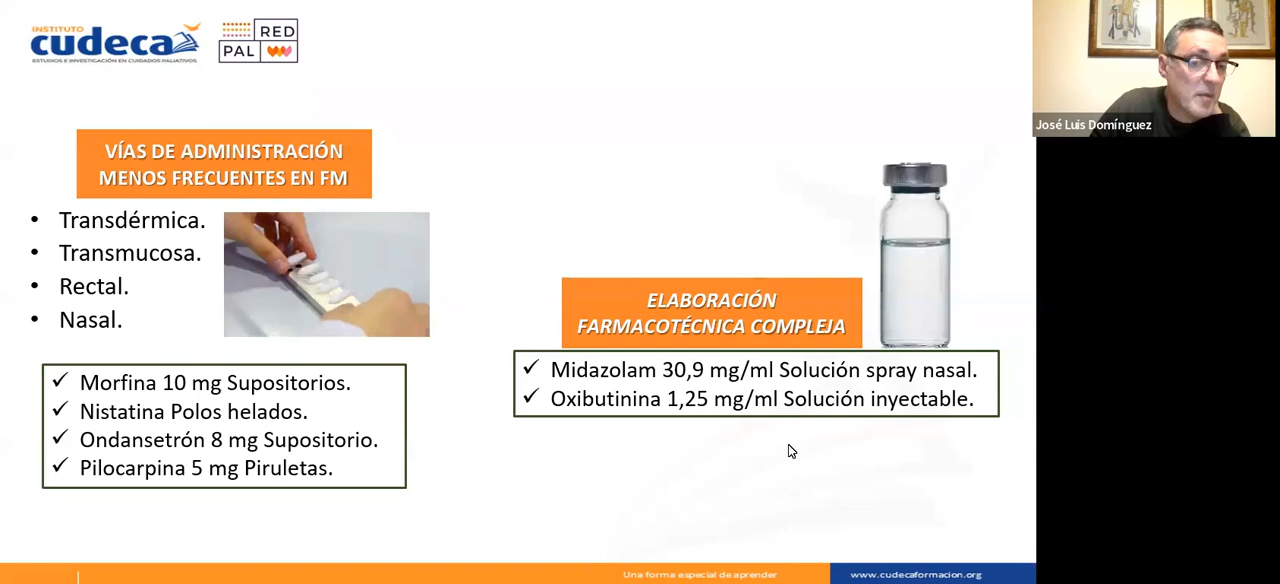 INSTITUTO
cudeca
ESTUDIOS E INVESTIGACIÓN EN CUIDADOS PALIATIVOS
RED
PAL
José Luis Domínguez
VÍAS DE ADMINISTRACIÓN
MENOS FRECUENTES EN FM
• Transdérmica.
• Transmucosa.
• Rectal.
• Nasal.
✓ Morfina 10 mg Supositorios.
✓ Nistatina Polos helados.
✓ Ondansetrón 8 mg Supositorio.
✓ Pilocarpina 5 mg Piruletas.
ELABORACIÓN
FARMACOTÉCNICA COMPLEJA
✓ Midazolam 30,9 mg/ml Solución spray nasal.
✓ Oxibutinina 1,25 mg/ml Solución inyectable.
Una forma especial de aprender
www.cudecaformacion.org